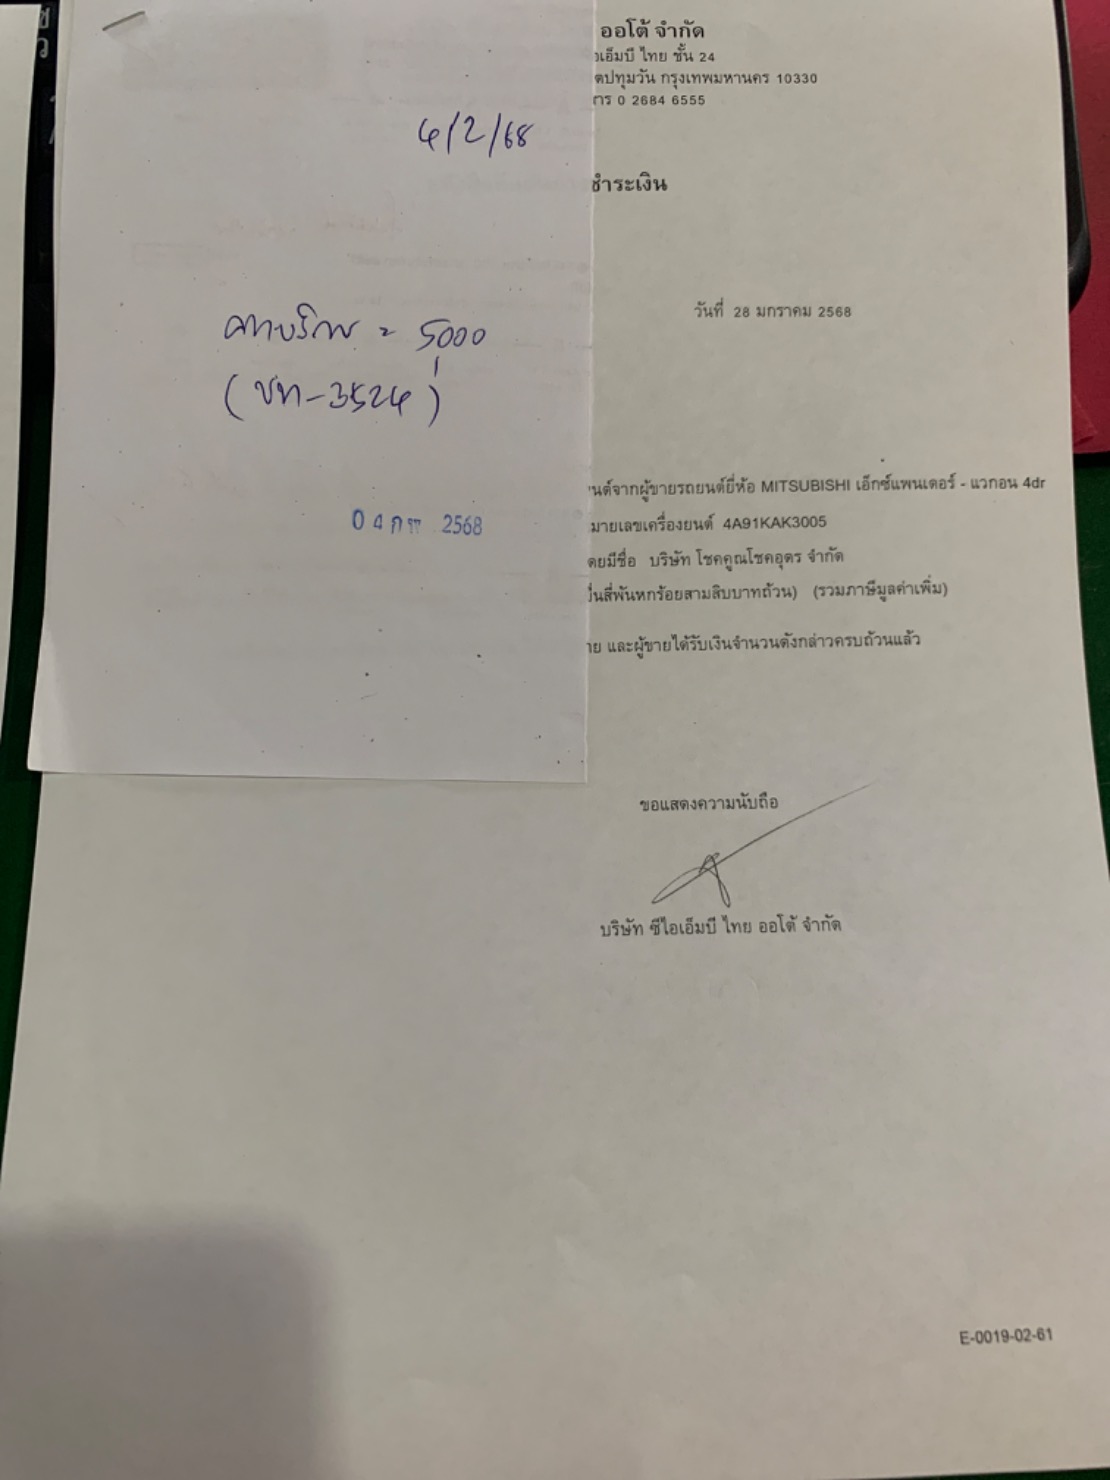 4/2/68
ค่าบริการ = 5000
(ขท-3524)
04 กพ 2568
ออโต้ จำกัด
ไอเอ็มบี ไทย ชั้น 24
ปทุมวัน กรุงเทพมหานคร 10330
0 2684 6555
ชำระเงิน
วันที่ 28 มกราคม 2568
นต์จากผู้ขายรถยนต์ยี่ห้อ MITSUBISHI เอ็กซ์แพนเดอร์ - แวกอน 4dr
มายเลขเครื่องยนต์ 4A91KAK3005
ดยมีชื่อ บริษัท โชคคูณโชคอุดร จำกัด
นสี่พันหกร้อยสามสิบบาทถ้วน) (รวมภาษีมูลค่าเพิ่ม)
าย และผู้ขายได้รับเงินจำนวนดังกล่าวครบถ้วนแล้ว
ขอแสดงความนับถือ
บริษัท ซีไอเอ็มบี ไทย ออโต้ จำกัด
E-0019-02-61